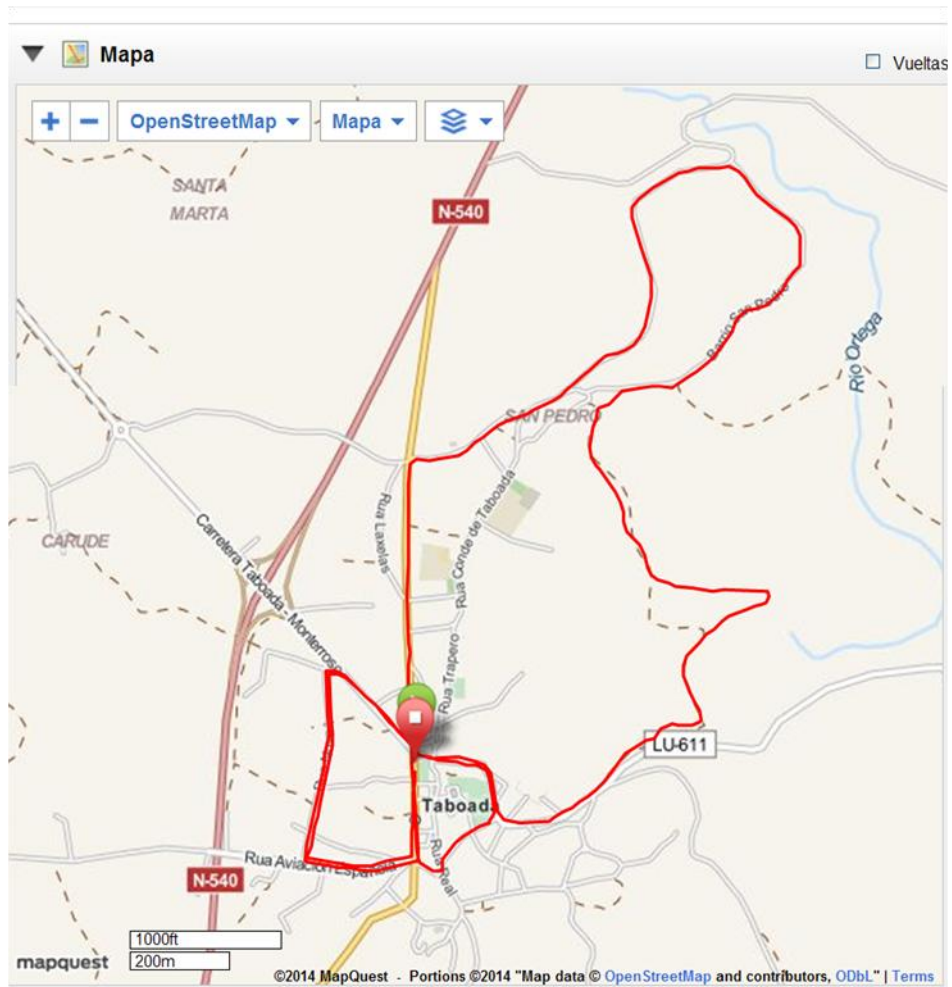 Mapa
Vueltas
+ − OpenStreetMap Mapa
SANTA
MARTA
N-540
Barrio San Pedro
Río Ortega
SAN PEDRO
Rua Laxelas
Rua Conde de Taboada
CARUDE
Carretera Taboada - Monterroso
Rua Trapero
LU-611
Taboada
Rua Aviación Española
Rua Real
N-540
1000ft
200m
mapquest
©2014 MapQuest - Portions ©2014 "Map data © OpenStreetMap and contributors, ODbL" | Terms